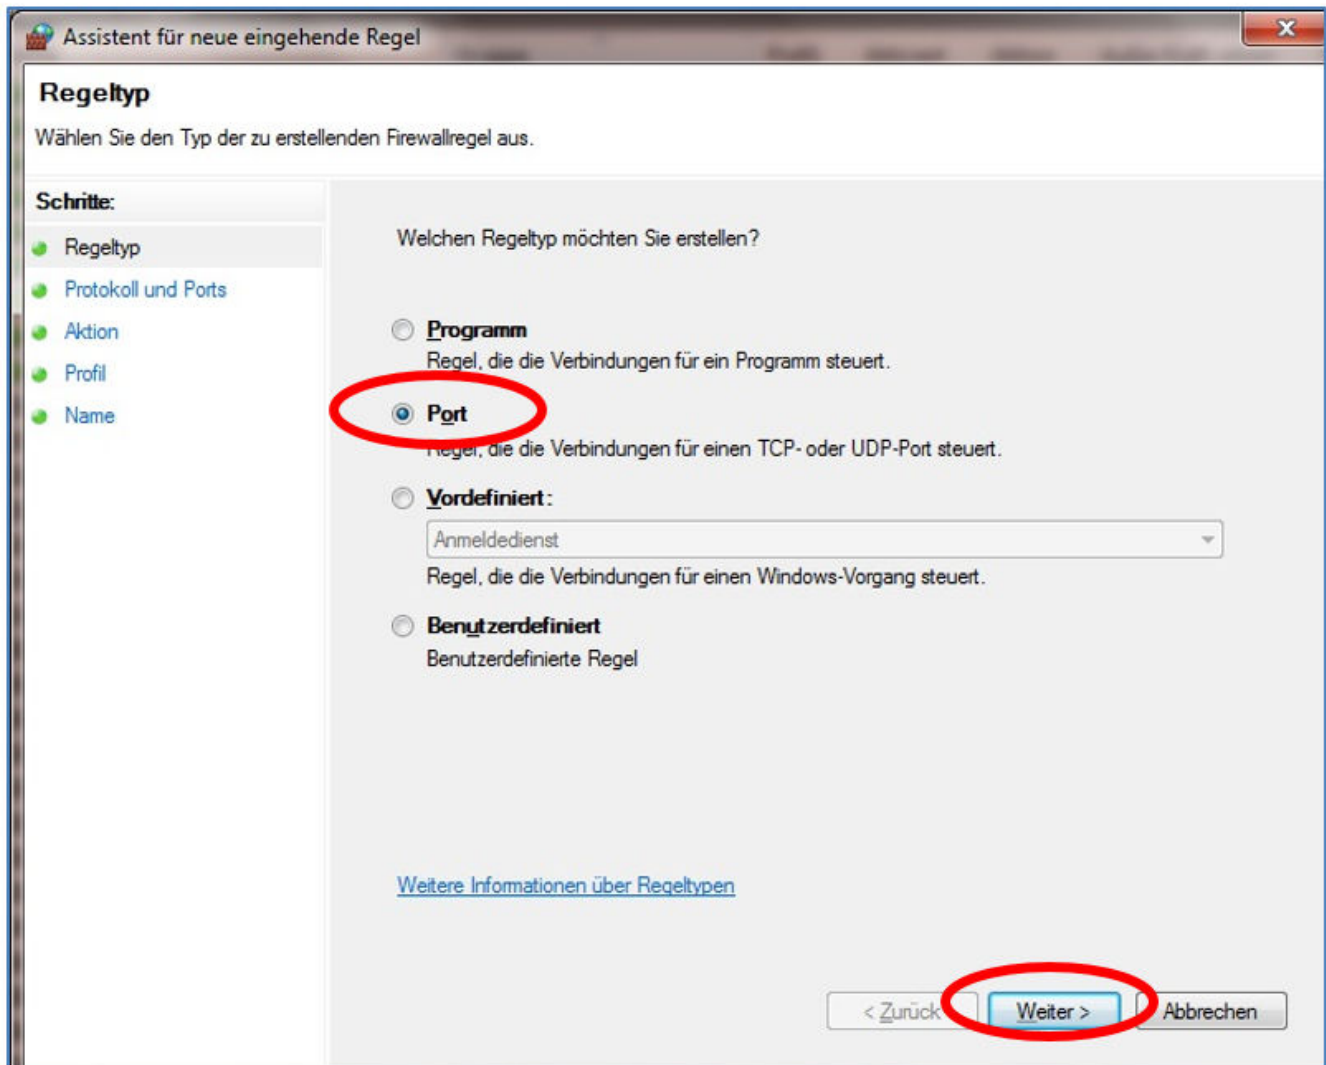 Assistent für neue eingehende Regel
Regeltyp
Wählen Sie den Typ der zu erstellenden Firewallregel aus.
Schritte:
Regeltyp
Protokoll und Ports
Aktion
Profil
Name
Welchen Regeltyp möchten Sie erstellen?
Programm
Regel, die die Verbindungen für ein Programm steuert.
Port
Regel, die die Verbindungen für einen TCP- oder UDP-Port steuert.
Vordefiniert:
Anmeldedienst
Regel, die die Verbindungen für einen Windows-Vorgang steuert.
Benutzerdefiniert
Benutzerdefinierte Regel
Weitere Informationen über Regeltypen
< Zurück
Weiter >
Abbrechen